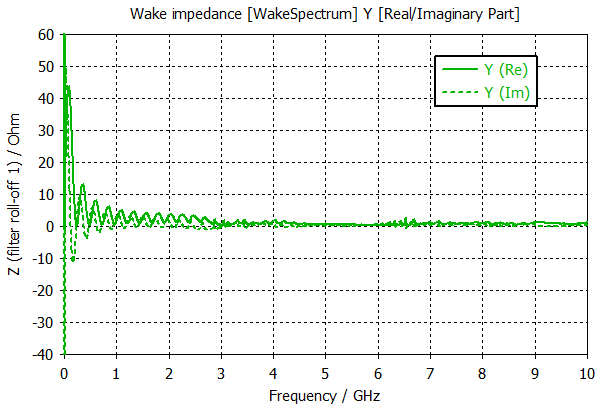 Wake impedance [WakeSpectrum] Y [Real/Imaginary Part]
Z (filter roll-off 1) / Ohm
60
50
40
30
20
10
0
-10
-20
-30
-40
Y (Re)
Y (Im)
0 1 2 3 4 5 6 7 8 9 10
Frequency / GHz